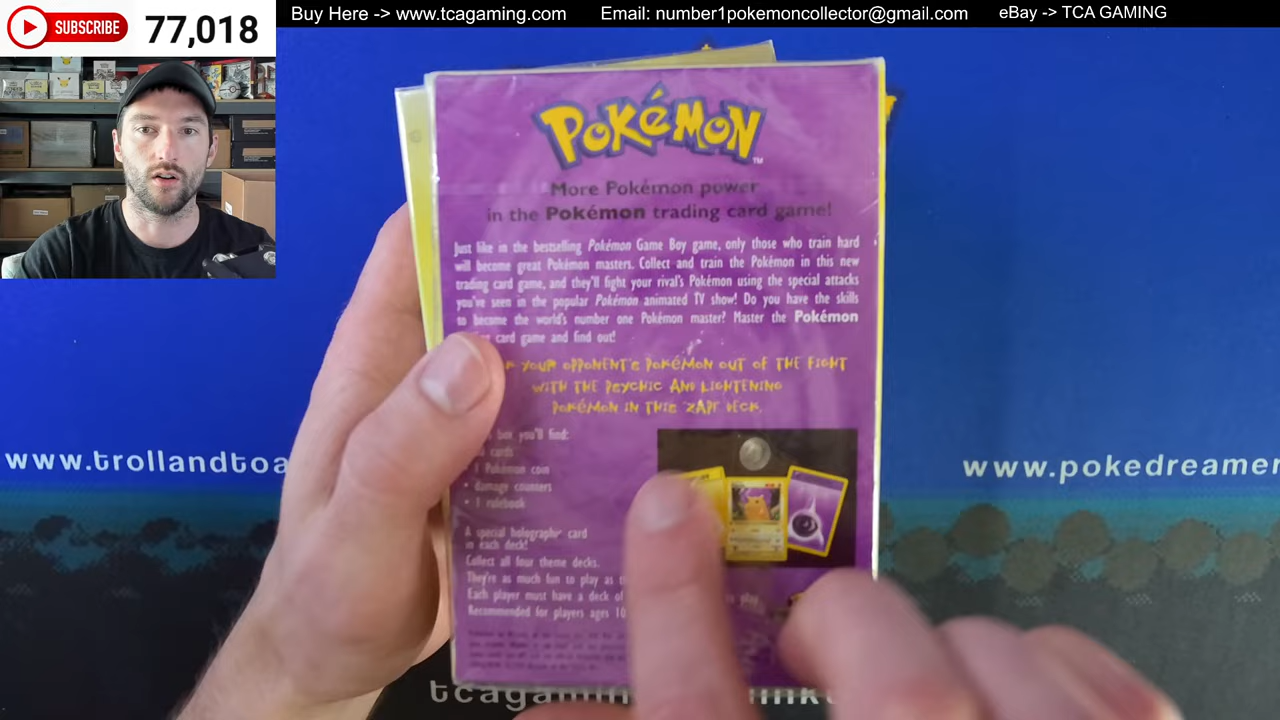 Buy Here -> www.tcagaming.com Email: number1pokemoncollector@gmail.com eBay -> TCA GAMING
SUBSCRIBE 77,018
POKéMON
More Pokémon power
in the Pokémon trading card game!
Just like in the bestselling Pokémon Game Boy game, only those who train hard
will become great Pokémon masters. Collect and train the Pokémon in this new
trading card game, and they'll fight your rival's Pokémon using the special attacks
you've seen in the popular Pokémon animated TV show! Do you have the skills
to become the world's number one Pokémon master? Master the Pokémon
card game and find out!
YOUR OPPONENT'S POKéMON OUT OF THE FIGHT
WITH THE PSYCHIC AND LIGHTENING
POKéMON IN THIS "ZAP!" DECK.
box you'll find:
cards
1 Pokémon coin
• damage counters
• 1 rulebook
A special holographic card
in each deck!
Collect all four theme decks.
They're as much fun to play as
Each player must have a deck of play
Recommended for players ages 10
www.trollandtoa
www.pokedreamer
tcagaming